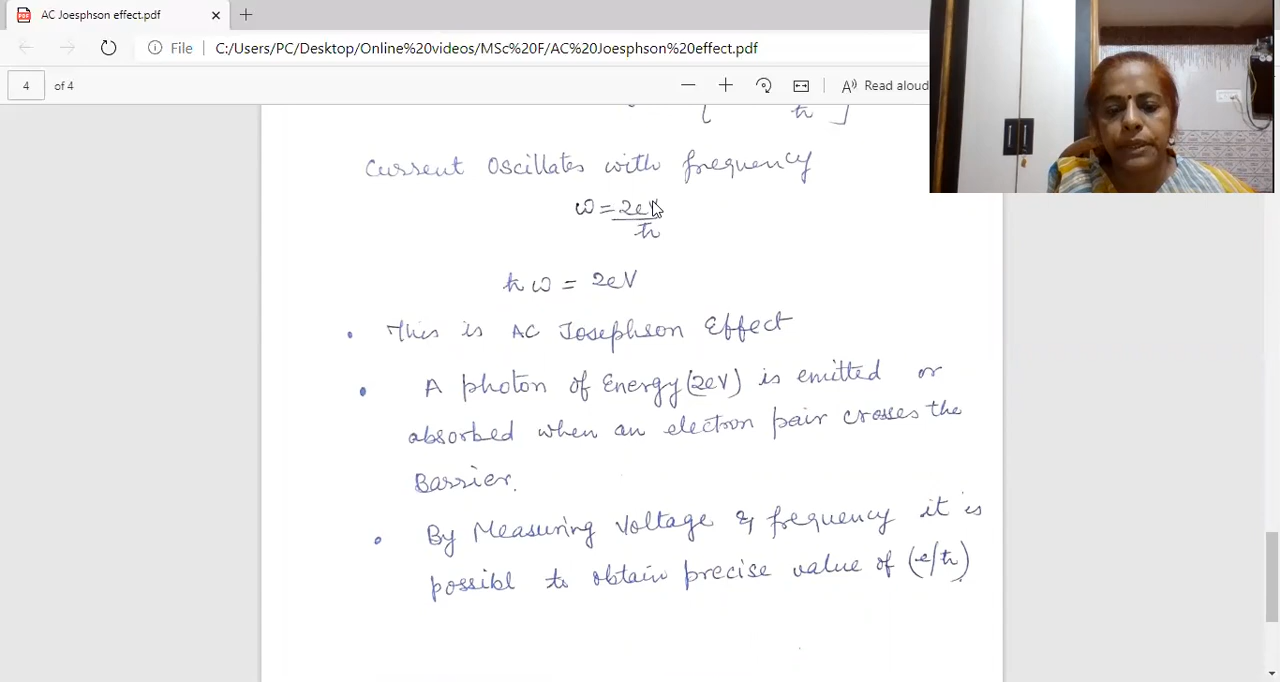 AC Joesphson effect.pdf
File C:/Users/PC/Desktop/Online%20videos/MSc%20F/AC%20Joesphson%20effect.pdf
4 of 4 Read aloud
ħ
Current Oscillates with frequency
ω = 2eV
ħ
ħω = 2eV
• This is AC Josephson Effect
• A photon of Energy (2eV) is emitted or
absorbed when an electron pair crosses the
Barrier.
• By Measuring Voltage & frequency it is
possibl to obtain precise value of (e/ħ)